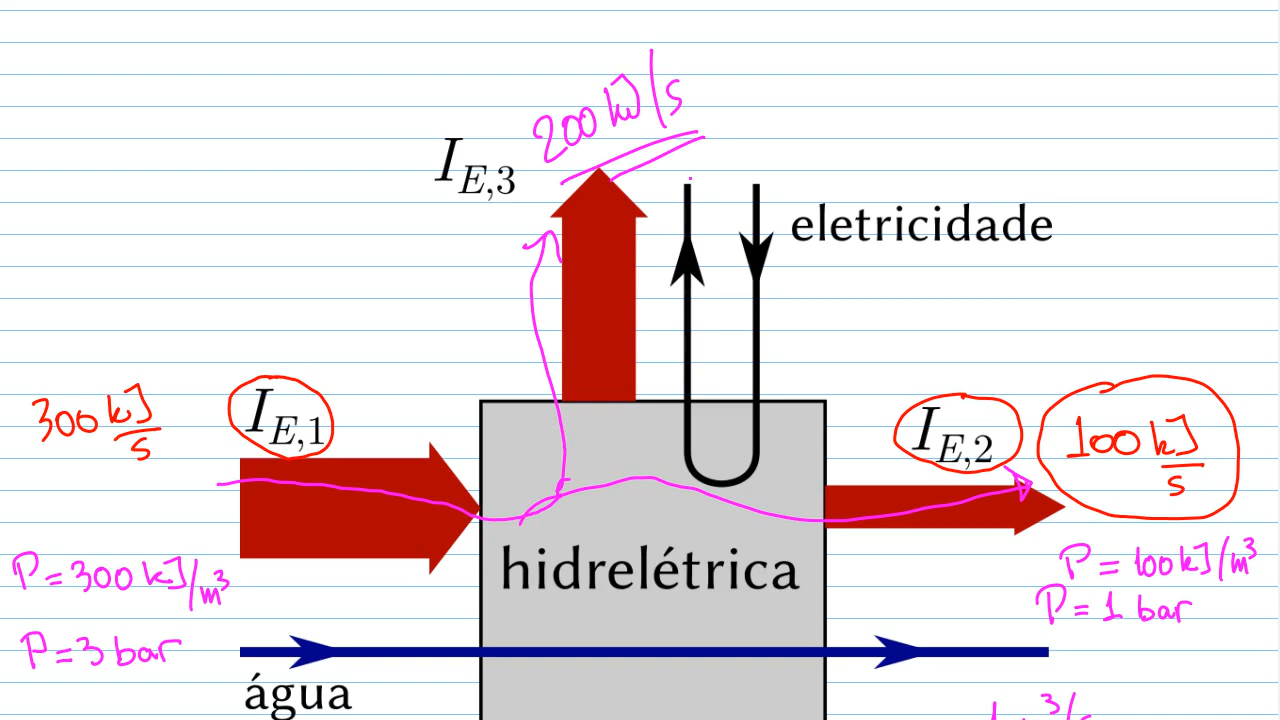 200 kJ/s
I_{E,3}
eletricidade
300 kJ/s
I_{E,1}
I_{E,2}
100 kJ/s
hidrelétrica
P = 300 kJ/m³
P = 100 kJ/m³
P = 1 bar
P = 3 bar
água